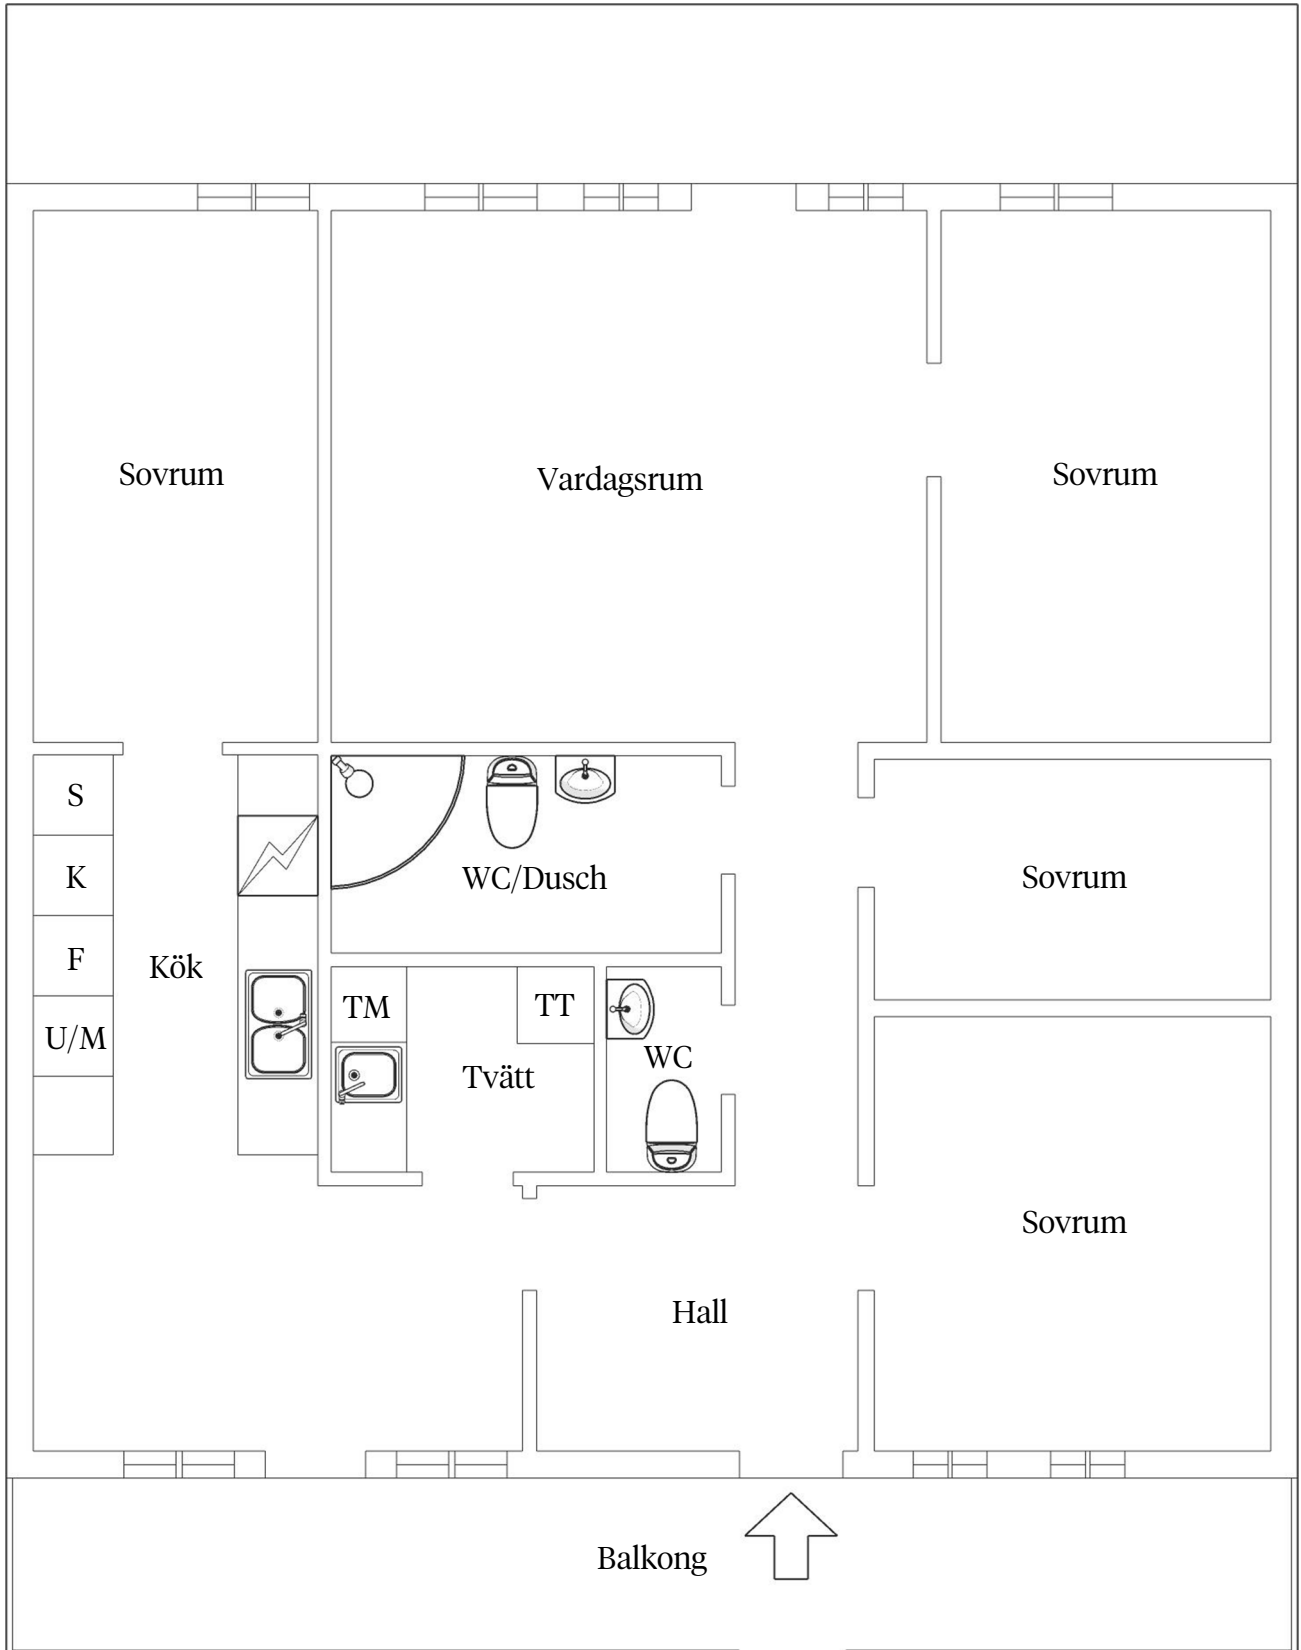 Sovrum
Vardagsrum
Sovrum
S
K
F
U/M
Kök
WC/Dusch
Sovrum
TM
TT
Tvätt
WC
Sovrum
Hall
Balkong